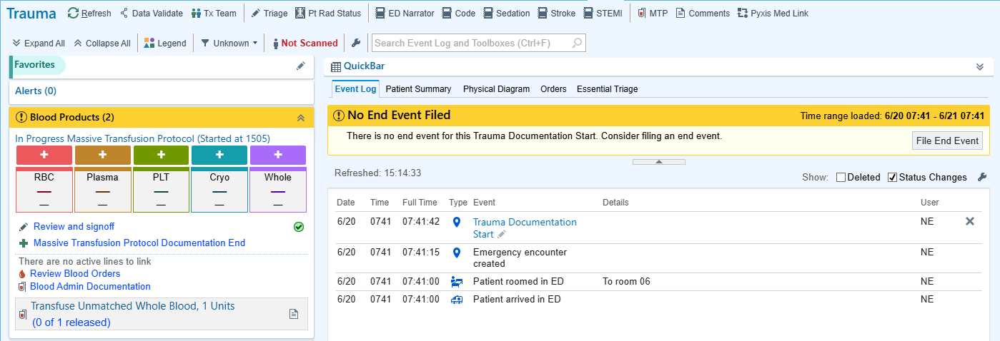 Trauma Refresh Data Validate Tx Team Triage Pt Rad Status ED Narrator Code Sedation Stroke STEMI MTP Comments Pyxis Med Link
Expand All Collapse All Legend Unknown Not Scanned Search Event Log and Toolboxes (Ctrl+F)
Favorites
Alerts (0)
Blood Products (2)
In Progress Massive Transfusion Protocol (Started at 1505)
+ + + + +
RBC Plasma PLT Cryo Whole
— — — — —
— — — — —
Review and signoff
Massive Transfusion Protocol Documentation End
There are no active lines to link
Review Blood Orders
Blood Admin Documentation
Transfuse Unmatched Whole Blood, 1 Units
(0 of 1 released)
QuickBar
Event Log Patient Summary Physical Diagram Orders Essential Triage
No End Event Filed Time range loaded: 6/20 07:41 - 6/21 07:41
There is no end event for this Trauma Documentation Start. Consider filing an end event. File End Event
Refreshed: 15:14:33 Show: Deleted Status Changes
Date Time Full Time Type Event Details User
6/20 0741 07:41:42 Trauma Documentation NE
Start
6/20 0741 07:41:15 Emergency encounter NE
created
6/20 0741 07:41:00 Patient roomed in ED To room 06 NE
6/20 0741 07:41:00 Patient arrived in ED NE